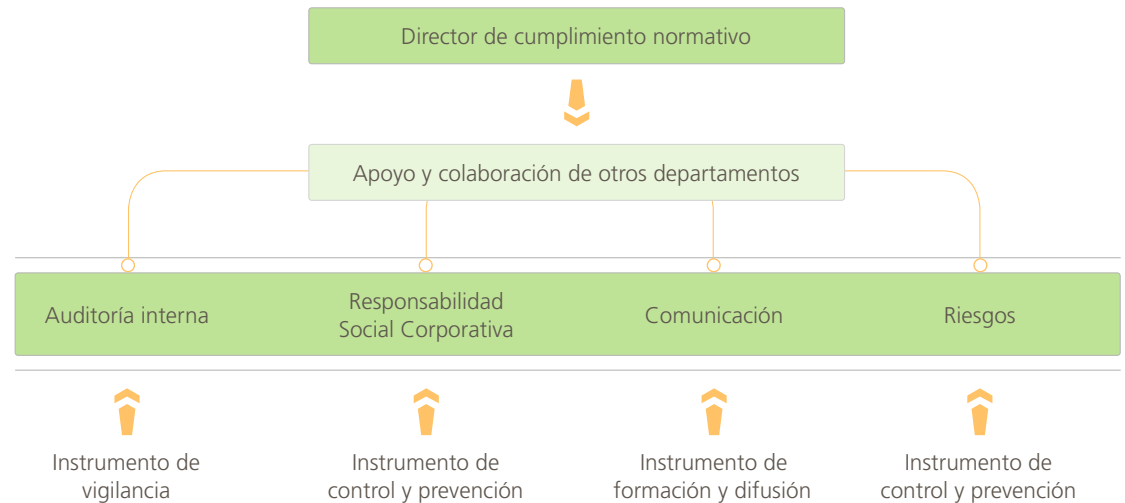 Director de cumplimiento normativo
Apoyo y colaboración de otros departamentos
Auditoría interna
Responsabilidad
Social Corporativa
Comunicación
Riesgos
Instrumento de
vigilancia
Instrumento de
control y prevención
Instrumento de
formación y difusión
Instrumento de
control y prevención